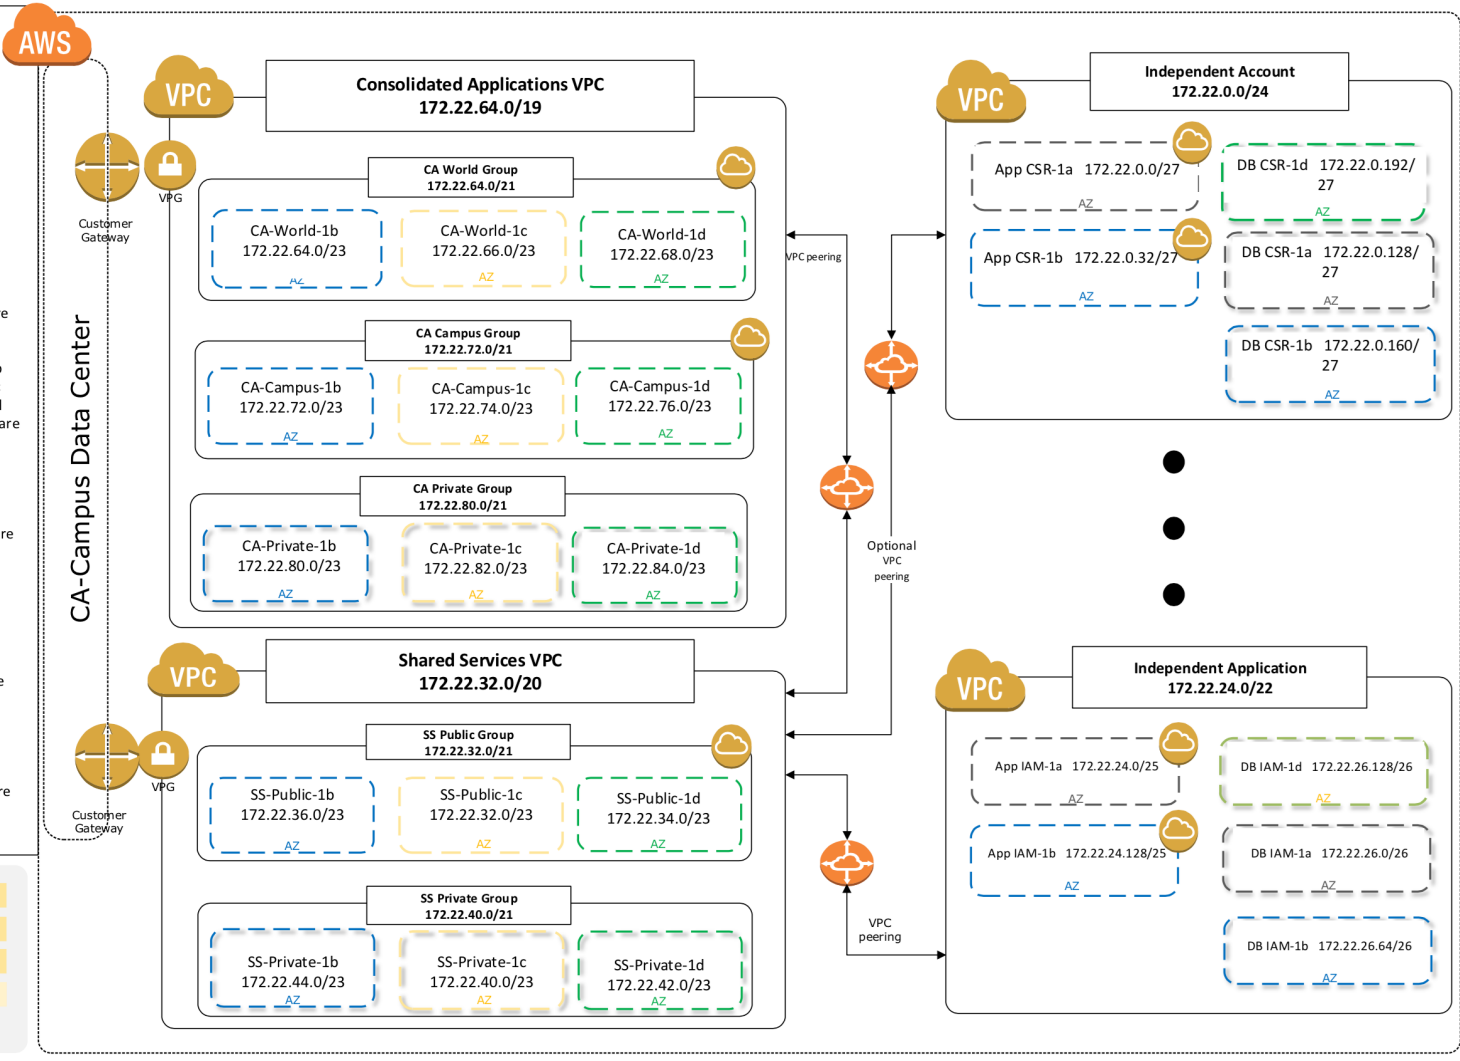 AWS
re
o
l
are
re
e
re
CA-Campus Data Center
Customer
Gateway
VPG
VPC
Consolidated Applications VPC
172.22.64.0/19
CA World Group
172.22.64.0/21
CA-World-1b
172.22.64.0/23
AZ
CA-World-1c
172.22.66.0/23
AZ
CA-World-1d
172.22.68.0/23
AZ
CA Campus Group
172.22.72.0/21
CA-Campus-1b
172.22.72.0/23
AZ
CA-Campus-1c
172.22.74.0/23
AZ
CA-Campus-1d
172.22.76.0/23
AZ
CA Private Group
172.22.80.0/21
CA-Private-1b
172.22.80.0/23
AZ
CA-Private-1c
172.22.82.0/23
AZ
CA-Private-1d
172.22.84.0/23
AZ
Customer
Gateway
VPG
VPC
Shared Services VPC
172.22.32.0/20
SS Public Group
172.22.32.0/21
SS-Public-1b
172.22.36.0/23
AZ
SS-Public-1c
172.22.32.0/23
AZ
SS-Public-1d
172.22.34.0/23
AZ
SS Private Group
172.22.40.0/21
SS-Private-1b
172.22.44.0/23
AZ
SS-Private-1c
172.22.40.0/23
AZ
SS-Private-1d
172.22.42.0/23
AZ
VPC peering
Optional
VPC
peering
VPC
peering
VPC
Independent Account
172.22.0.0/24
App CSR-1a 172.22.0.0/27
AZ
App CSR-1b 172.22.0.32/27
AZ
DB CSR-1d 172.22.0.192/
27
AZ
DB CSR-1a 172.22.0.128/
27
AZ
DB CSR-1b 172.22.0.160/
27
AZ
VPC
Independent Application
172.22.24.0/22
App IAM-1a 172.22.24.0/25
AZ
App IAM-1b 172.22.24.128/25
AZ
DB IAM-1d 172.22.26.128/26
AZ
DB IAM-1a 172.22.26.0/26
AZ
DB IAM-1b 172.22.26.64/26
AZ